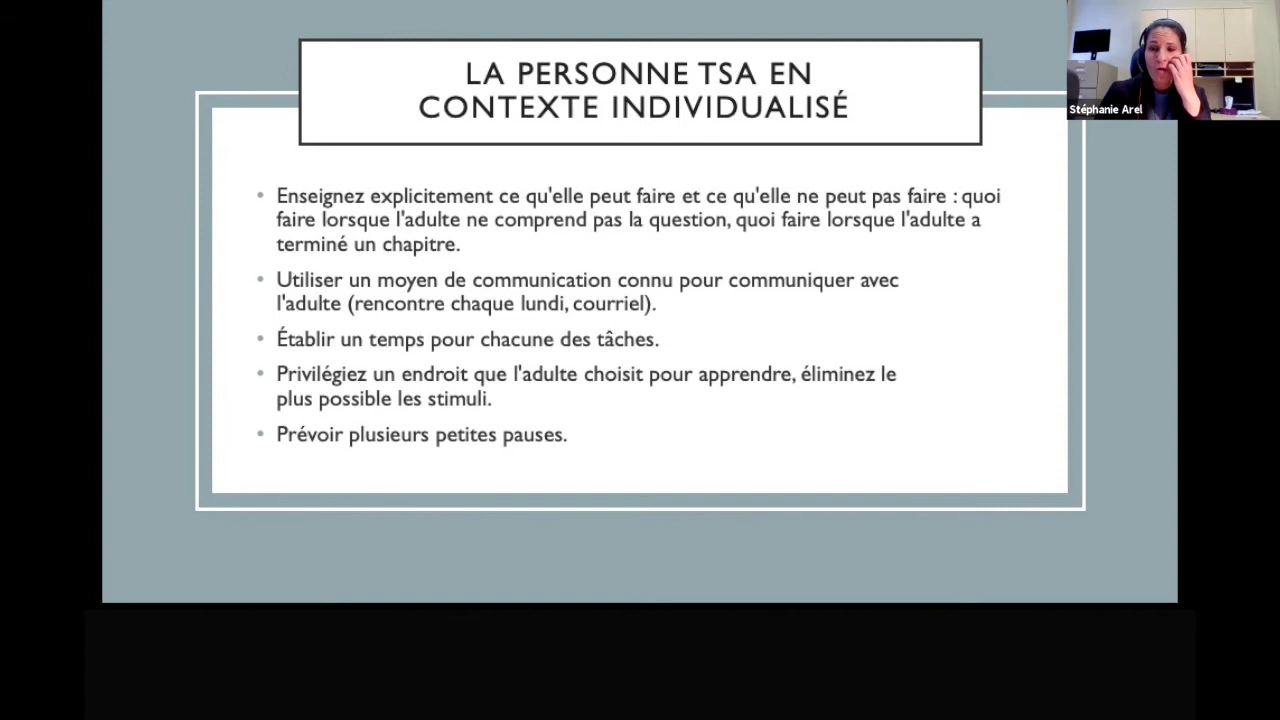 LA PERSONNE TSA EN
CONTEXTE INDIVIDUALISÉ
Stéphanie Arel
• Enseignez explicitement ce qu'elle peut faire et ce qu'elle ne peut pas faire : quoi
faire lorsque l'adulte ne comprend pas la question, quoi faire lorsque l'adulte a
terminé un chapitre.
• Utiliser un moyen de communication connu pour communiquer avec
l'adulte (rencontre chaque lundi, courriel).
• Établir un temps pour chacune des tâches.
• Privilégiez un endroit que l'adulte choisit pour apprendre, éliminez le
plus possible les stimuli.
• Prévoir plusieurs petites pauses.